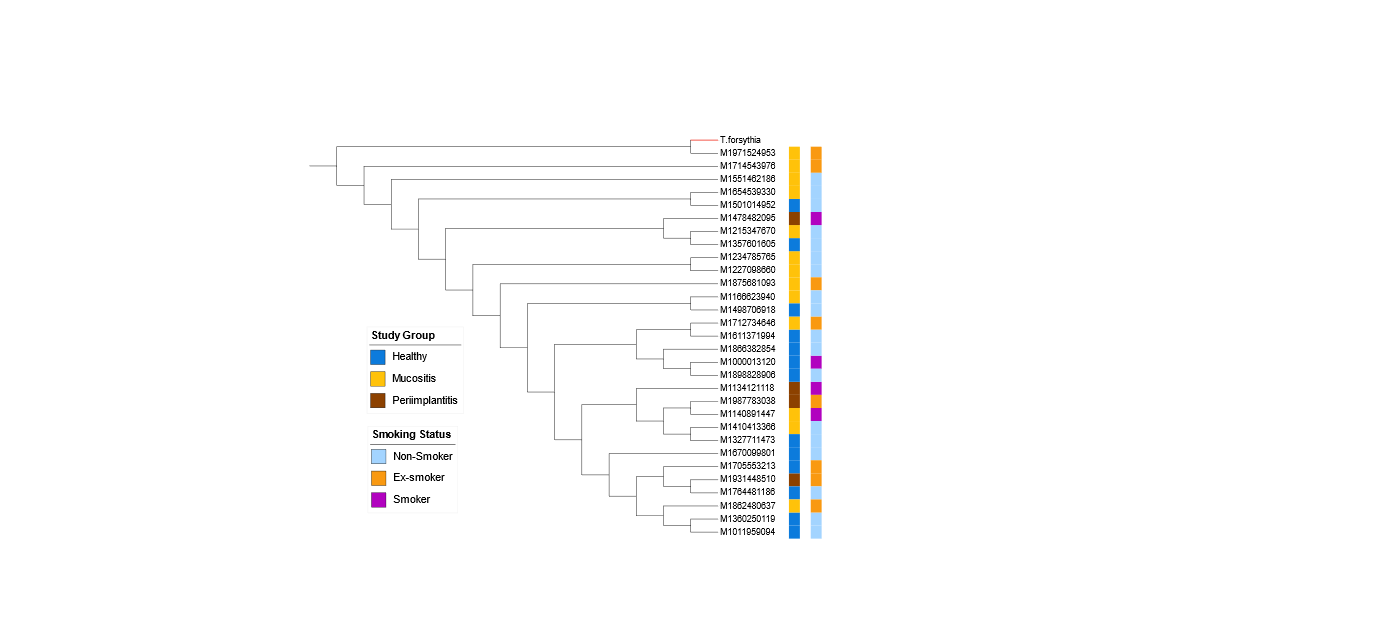 T.forsythia
M1971524953
M1714543976
M1551462186
M1654539330
M1501014952
M1478482095
M1215347670
M1357601605
M1234785765
M1227098660
M1875681093
M1166623940
M1498706918
M1712734646
M1611371994
M1866382854
M1000013120
M1898828906
M1134121118
M1987783038
M1140891447
M1410413366
M1327711473
M1670099801
M1705553213
M1931448510
M1764481186
M1862480637
M1360250119
M1011959094
Study Group
Healthy
Mucositis
Periimplantitis
Smoking Status
Non-Smoker
Ex-smoker
Smoker